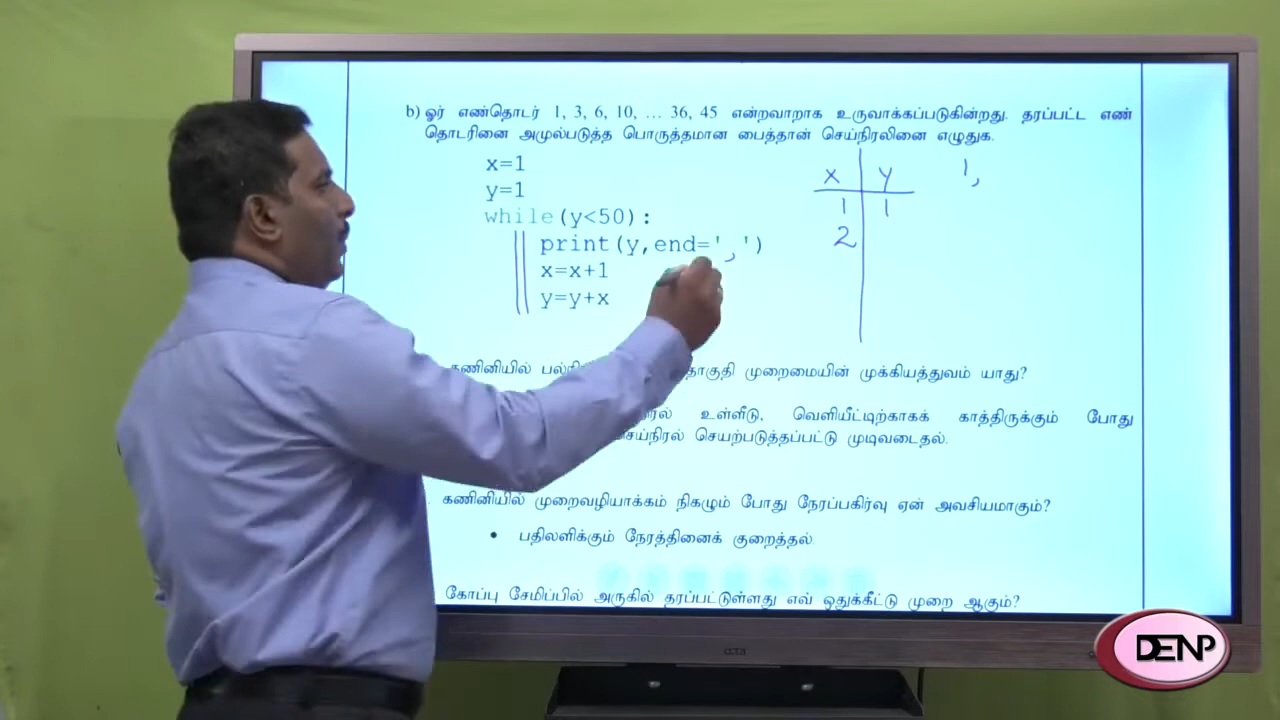 b) ஓர் எண்தொடர் 1, 3, 6, 10, … 36, 45 என்றவாறாக உருவாக்கப்படுகின்றது. தரப்பட்ட எண்
தொடரினை அமுல்படுத்த பொருத்தமான பைத்தான் செய்நிரலினை எழுதுக.
x=1
y=1
while(y<50):
print(y,end=',')
x=x+1
y=y+x
x y
1 1
2
1,
கணினியில் முறைமையின் முக்கியத்துவம் யாது?
உள்ளீடு, வெளியீட்டிற்காகக் காத்திருக்கும் போது
செயற்படுத்தப்பட்டு முடிவடைதல்.
கணினியில் முறைவழியாக்கம் நிகழும் போது நேரப்பகிர்வு ஏன் அவசியமாகும்?
• பதிலளிக்கும் நேரத்தினைக் குறைத்தல்.
கோப்பு சேமிப்பில் அருகில் தரப்பட்டுள்ளது எவ் ஒதுக்கீட்டு முறை ஆகும்?
DENP